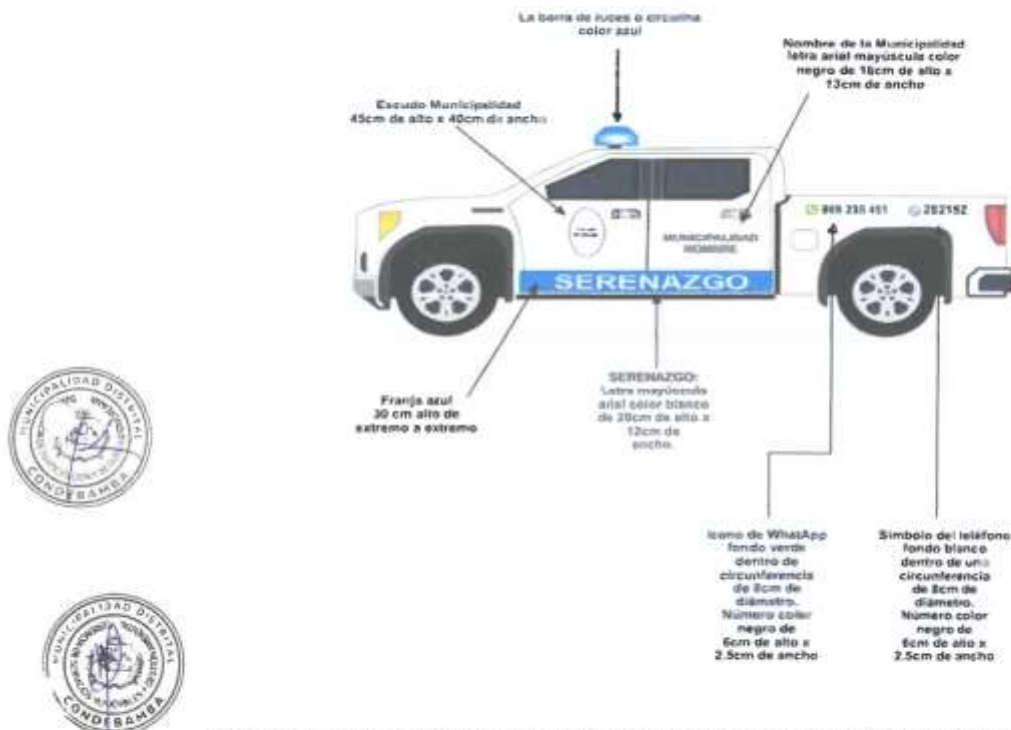 La barra de luces o circulina
color azul
Nombre de la Municipalidad
letra arial mayúscula color
negro de 18cm de alto x
13cm de ancho
Escudo Municipalidad
45cm de alto x 40cm de ancho
969 235 451
282192
MUNICIPALIDAD
NOMBRE
SERENAZGO
Franja azul
30 cm alto de
extremo a extremo
SERENAZGO:
Letra mayúscula
arial color blanco
de 20cm de alto x
12cm de
ancho.
Icono de WhatApp
fondo verde
dentro de
circunferencia
de 8cm de
diámetro.
Número color
negro de
6cm de alto x
2.5cm de ancho
Símbolo del teléfono
fondo blanco
dentro de una
circunferencia
de 8cm de
diámetro.
Número color
negro de
6cm de alto x
2.5cm de ancho
MUNICIPALIDAD DISTRITAL
CONDEBAMBA
MUNICIPALIDAD DISTRITAL
CONDEBAMBA